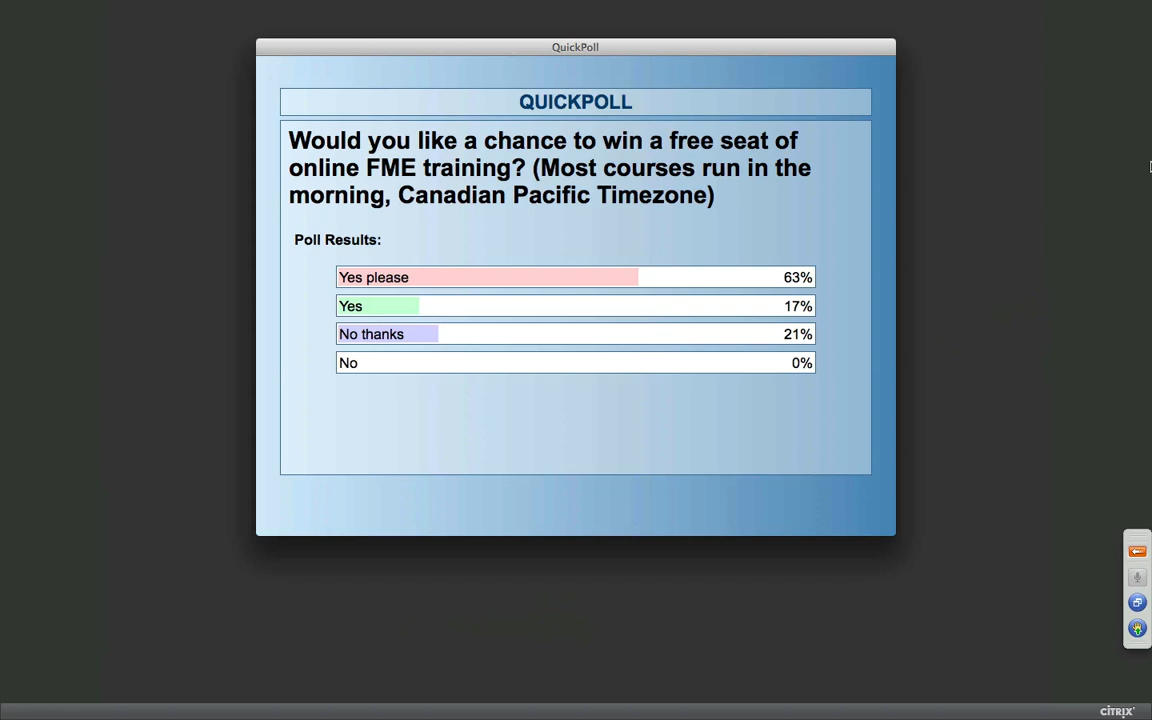 QuickPoll
QUICKPOLL
Would you like a chance to win a free seat of
online FME training? (Most courses run in the
morning, Canadian Pacific Timezone)
Poll Results:
Yes please 63%
Yes 17%
No thanks 21%
No 0%
CITRIX